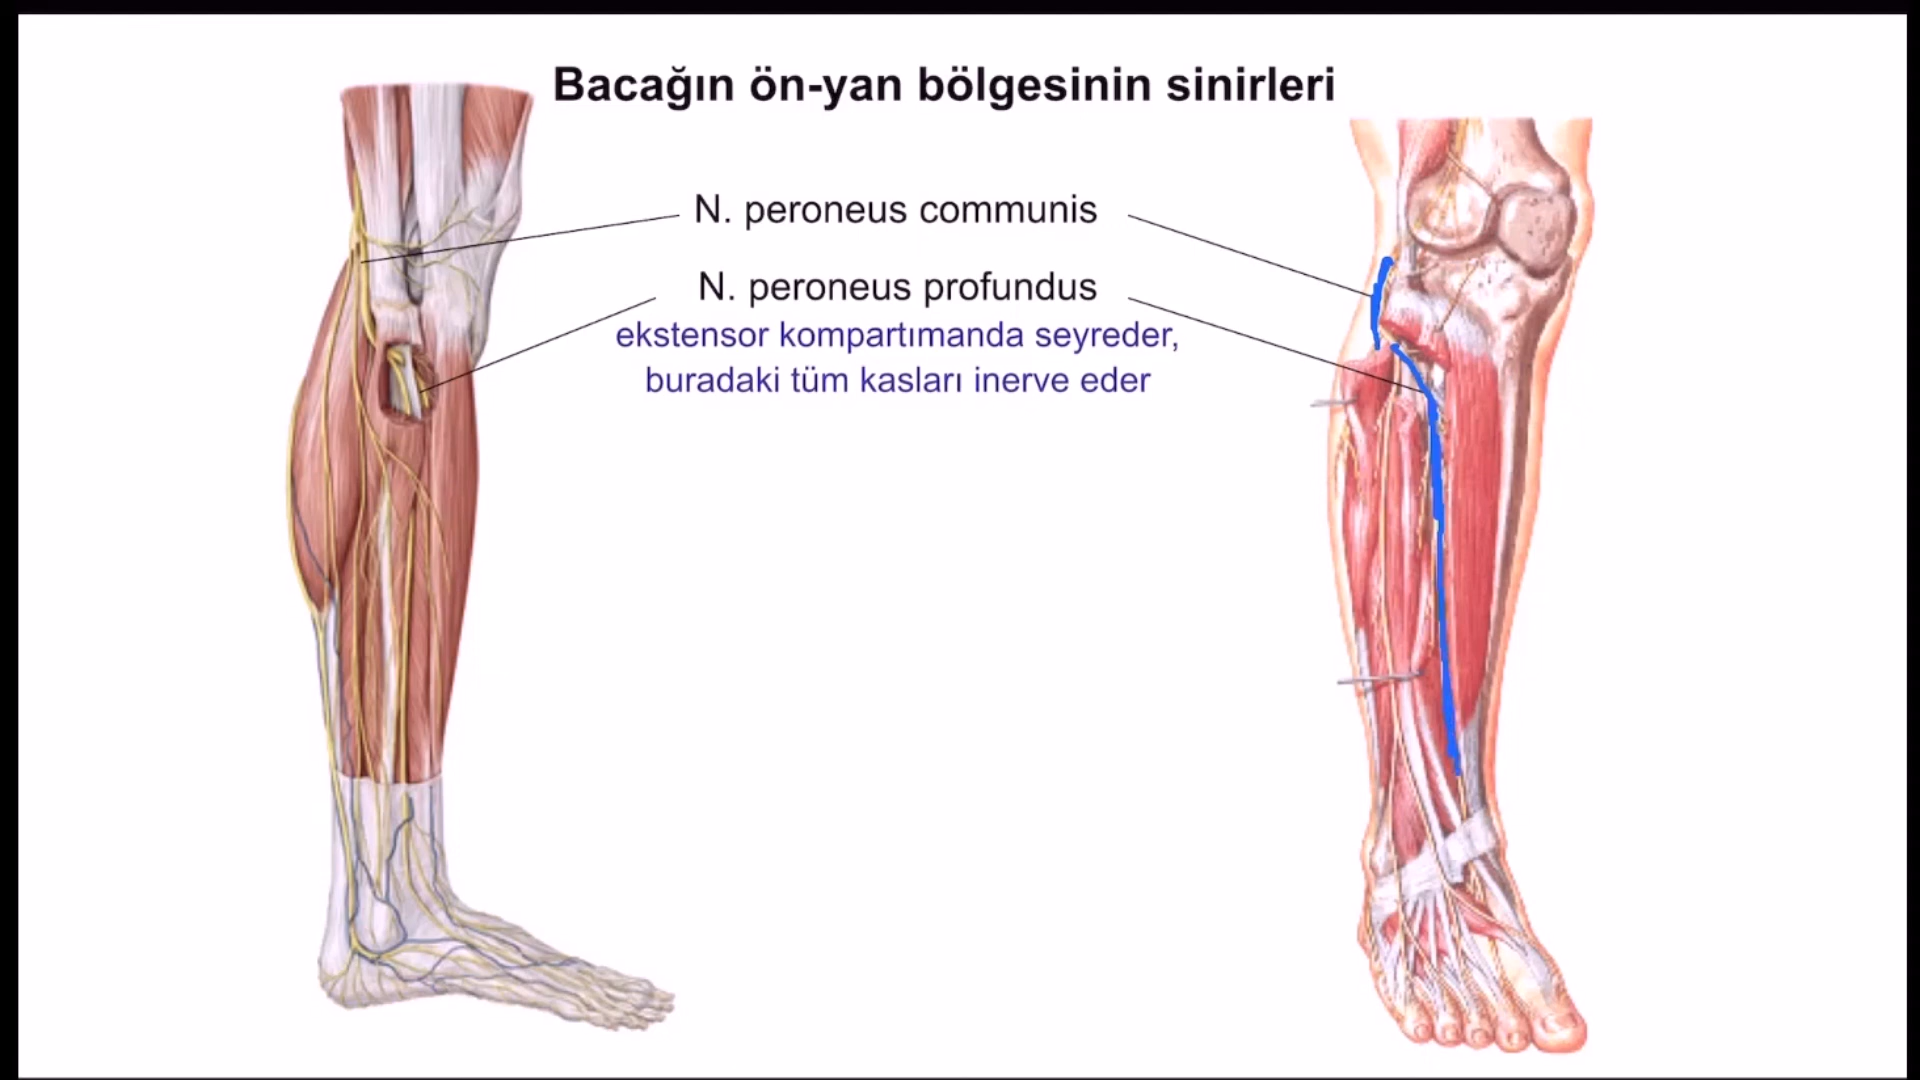 Bacağın ön-yan bölgesinin sinirleri
N. peroneus communis
N. peroneus profundus
ekstensor kompartımanda seyreder,
buradaki tüm kasları inerve eder